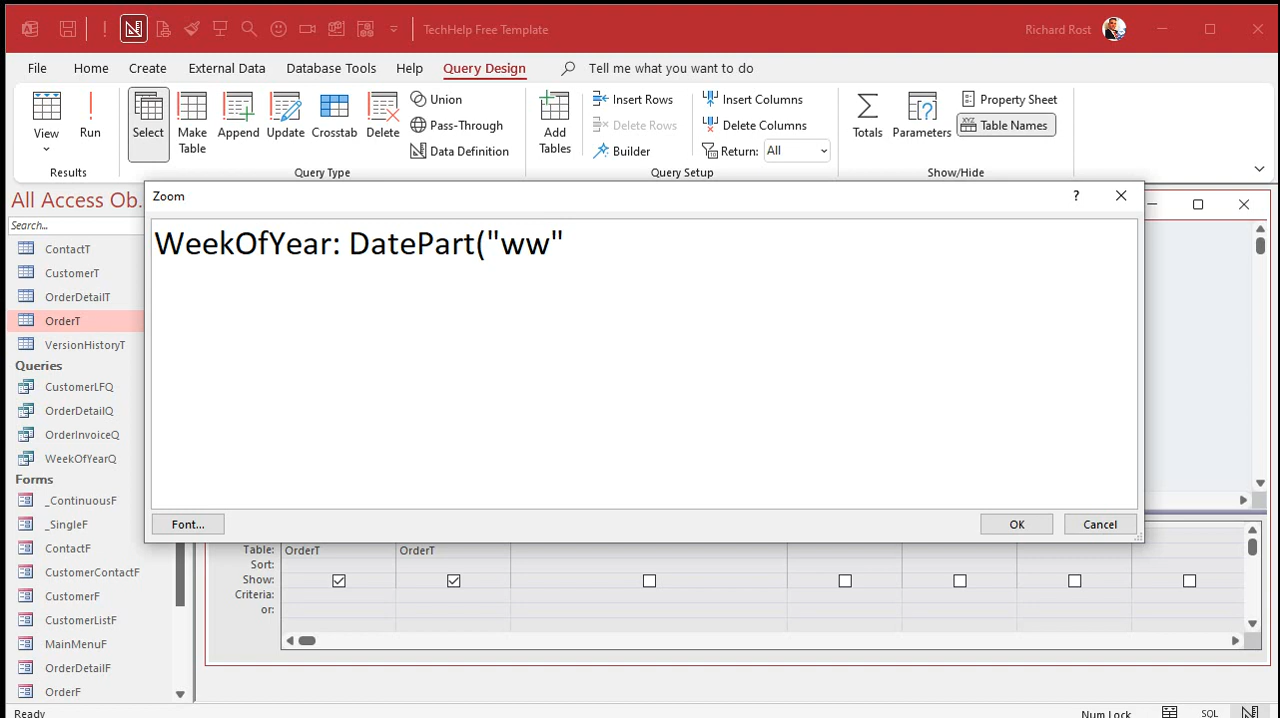 TechHelp Free Template
Richard Rost
File Home Create External Data Database Tools Help Query Design Tell me what you want to do
View
Run
Results
Select
Make Table
Append
Update
Crosstab
Delete
Union
Pass-Through
Data Definition
Query Type
Add Tables
Insert Rows
Delete Rows
Builder
Insert Columns
Delete Columns
Return: All
Query Setup
Totals
Parameters
Property Sheet
Table Names
Show/Hide
All Access Ob...
Search...
ContactT
CustomerT
OrderDetailT
OrderT
VersionHistoryT
Queries
CustomerLFQ
OrderDetailQ
OrderInvoiceQ
WeekOfYearQ
Forms
_ContinuousF
_SingleF
ContactF
CustomerContactF
CustomerF
CustomerListF
MainMenuF
OrderDetailF
OrderF
Zoom
?
WeekOfYear: DatePart("ww"
Font...
OK
Cancel
Table: OrderT OrderT
Sort:
Show:
Criteria:
or:
Ready
Num Lock
SQL